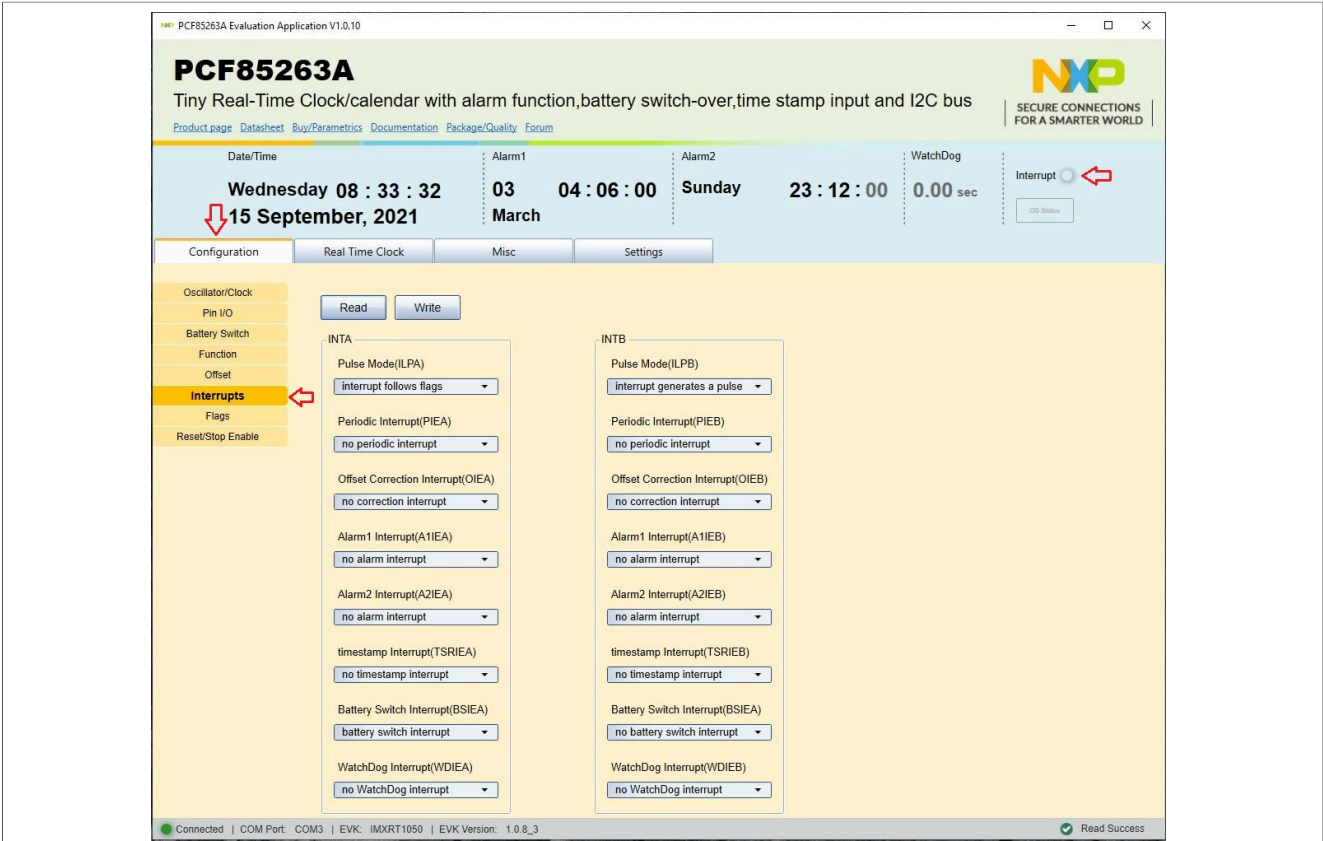 NXP PCF85263A Evaluation Application V1.0.10
PCF85263A
Tiny Real-Time Clock/calendar with alarm function,battery switch-over,time stamp input and I2C bus
Product page Datasheet Buy/Parametrics Documentation Package/Quality Forum
NXP
SECURE CONNECTIONS
FOR A SMARTER WORLD
Date/Time
Wednesday 08 : 33 : 32
15 September, 2021
Alarm1
03 04 : 06 : 00
March
Alarm2
Sunday 23 : 12 : 00
WatchDog
0.00 sec
Interrupt
OS Status
Configuration Real Time Clock Misc Settings
Oscillator/Clock
Pin I/O
Battery Switch
Function
Offset
Interrupts
Flags
Reset/Stop Enable
Read Write
INTA
Pulse Mode(ILPA)
interrupt follows flags
Periodic Interrupt(PIEA)
no periodic interrupt
Offset Correction Interrupt(OIEA)
no correction interrupt
Alarm1 Interrupt(A1IEA)
no alarm interrupt
Alarm2 Interrupt(A2IEA)
no alarm interrupt
timestamp Interrupt(TSRIEA)
no timestamp interrupt
Battery Switch Interrupt(BSIEA)
battery switch interrupt
WatchDog Interrupt(WDIEA)
no WatchDog interrupt
INTB
Pulse Mode(ILPB)
interrupt generates a pulse
Periodic Interrupt(PIEB)
no periodic interrupt
Offset Correction Interrupt(OIEB)
no correction interrupt
Alarm1 Interrupt(A1IEB)
no alarm interrupt
Alarm2 Interrupt(A2IEB)
no alarm interrupt
timestamp Interrupt(TSRIEB)
no timestamp interrupt
Battery Switch Interrupt(BSIEA)
no battery switch interrupt
WatchDog Interrupt(WDIEB)
no WatchDog interrupt
Connected | COM Port: COM3 | EVK: IMXRT1050 | EVK Version: 1.0.8_3
Read Success